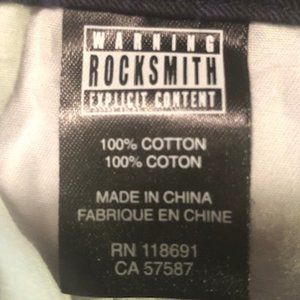 WARNING
ROCKSMITH
EXPLICIT CONTENT
100% COTTON
100% COTON
MADE IN CHINA
FABRIQUE EN CHINE
RN 118691
CA 57587